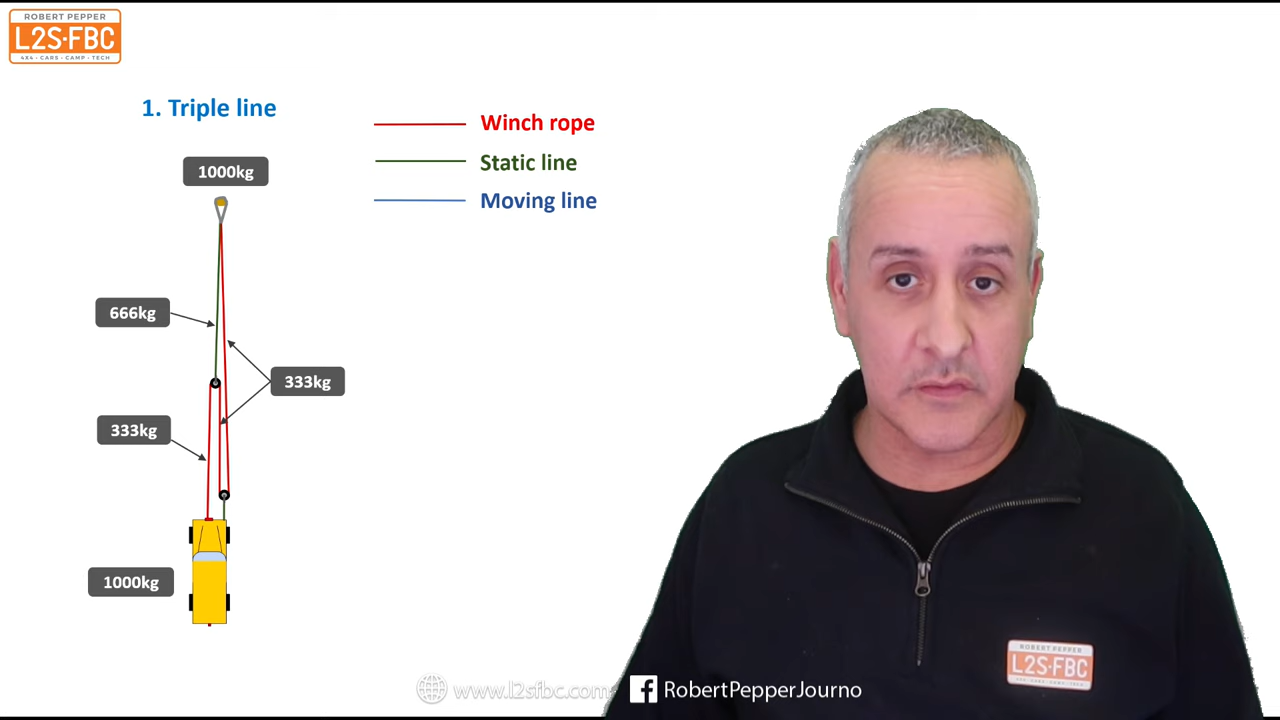 ROBERT PEPPER
L2S·FBC
4X4 • CARS • CAMP • TECH
1. Triple line
Winch rope
Static line
Moving line
1000kg
666kg
333kg
333kg
1000kg
ROBERT PEPPER
L2S·FBC
www.l2sfbc.com
RobertPepperJourno